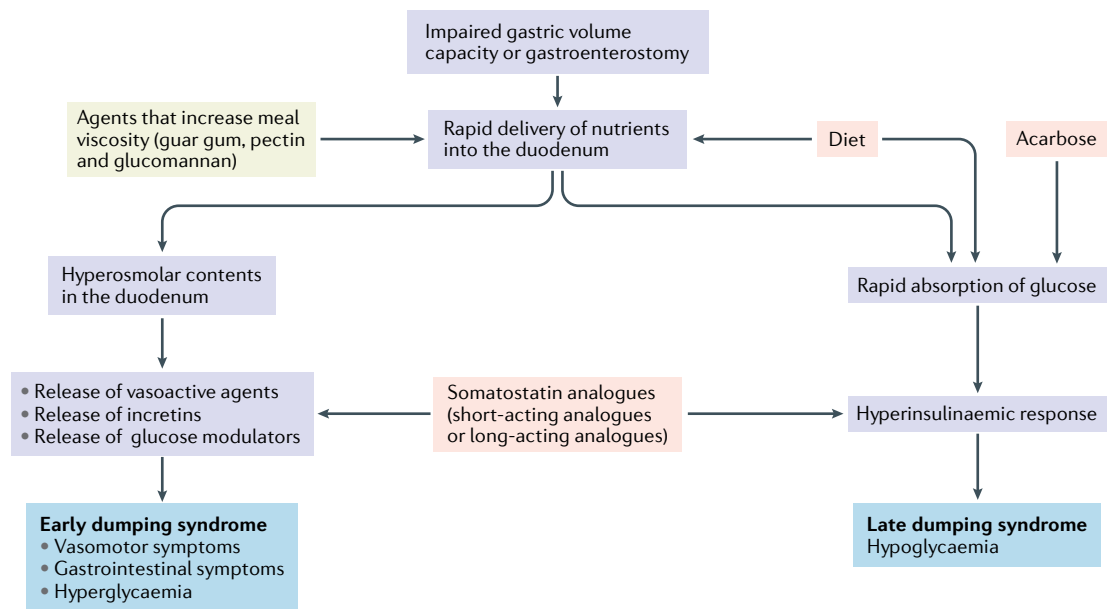 Impaired gastric volume
capacity or gastroenterostomy
Agents that increase meal
viscosity (guar gum, pectin
and glucomannan)
Rapid delivery of nutrients
into the duodenum
Diet
Acarbose
Hyperosmolar contents
in the duodenum
Rapid absorption of glucose
• Release of vasoactive agents
• Release of incretins
• Release of glucose modulators
Somatostatin analogues
(short-acting analogues
or long-acting analogues)
Hyperinsulinaemic response
Early dumping syndrome
• Vasomotor symptoms
• Gastrointestinal symptoms
• Hyperglycaemia
Late dumping syndrome
Hypoglycaemia